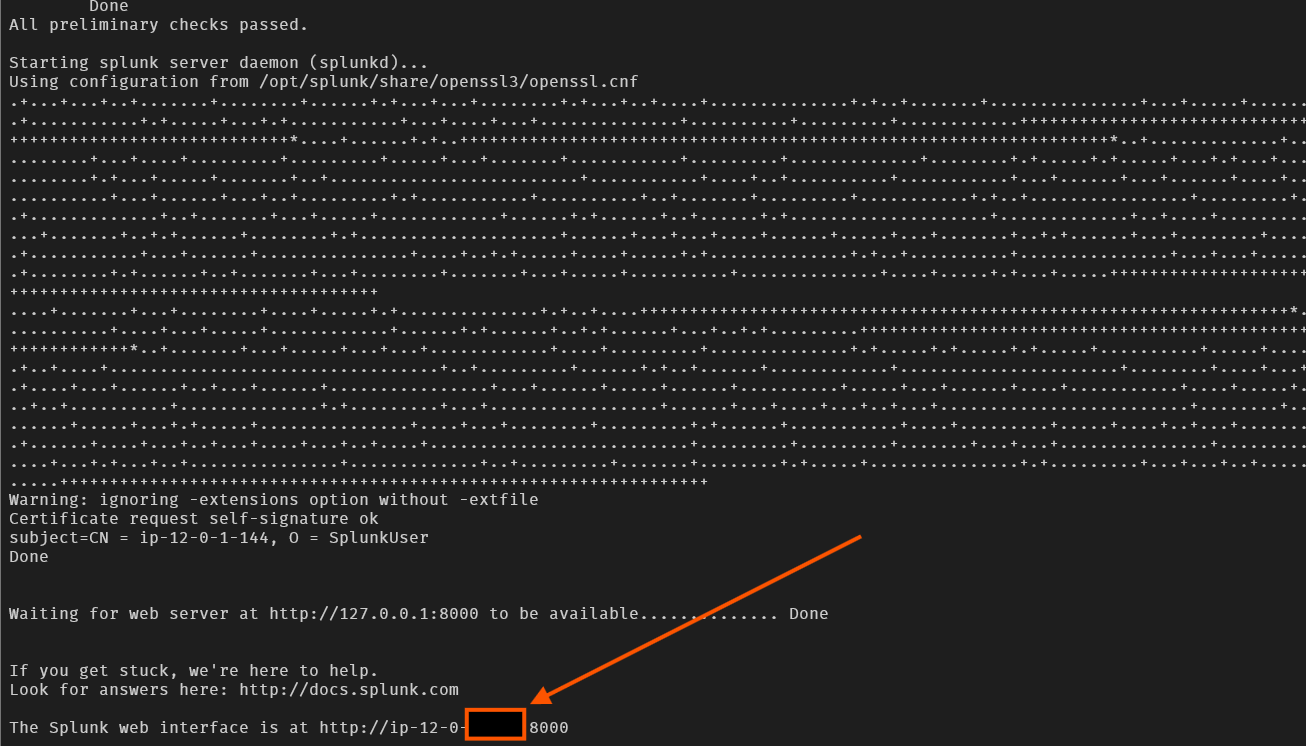 Done
All preliminary checks passed.
Starting splunk server daemon (splunkd)...
Using configuration from /opt/splunk/share/openssl3/openssl.cnf
Warning: ignoring -extensions option without -extfile
Certificate request self-signature ok
subject=CN = ip-12-0-1-144, O = SplunkUser
Done
Waiting for web server at http://127.0.0.1:8000 to be available.............. Done
If you get stuck, we're here to help.
Look for answers here: http://docs.splunk.com
The Splunk web interface is at http://ip-12-0- 8000